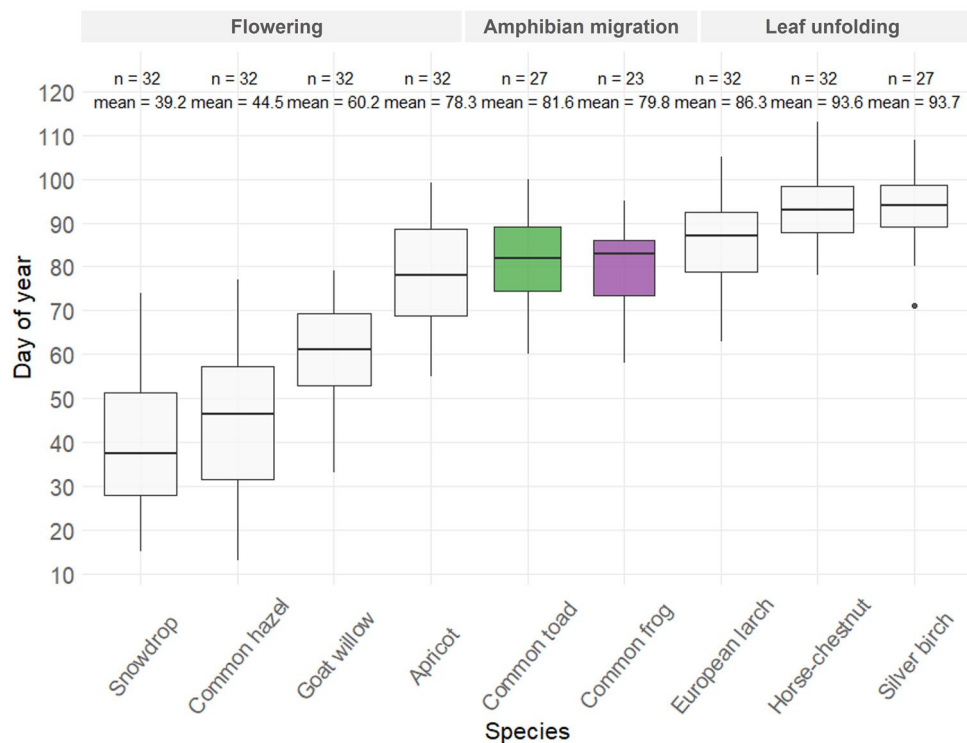 Flowering Amphibian migration Leaf unfolding
n = 32 n = 32 n = 32 n = 32 n = 27 n = 23 n = 32 n = 32 n = 27
mean = 39.2 mean = 44.5 mean = 60.2 mean = 78.3 mean = 81.6 mean = 79.8 mean = 86.3 mean = 93.6 mean = 93.7
120
110
100
90
80
70
60
50
40
30
20
10
Day of year
Snowdrop
Common hazel
Goat willow
Apricot
Common toad
Common frog
European larch
Horse-chestnut
Silver birch
Species